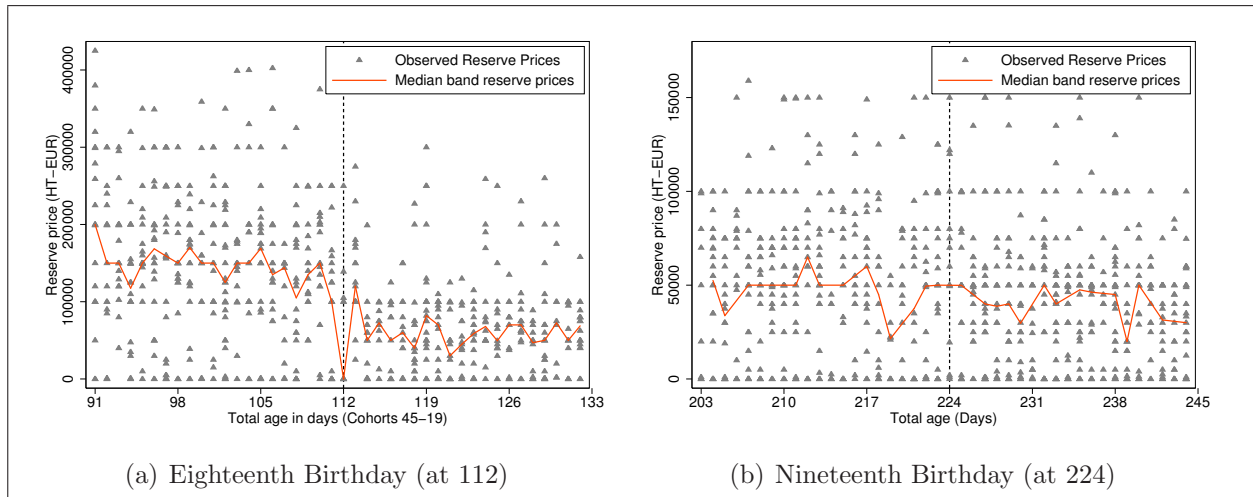 Observed Reserve Prices
Median band reserve prices
Reserve price (HT−EUR)
0
100000
200000
300000
400000
91
98
105
112
119
126
133
Total age in days (Cohorts 45−19)
(a) Eighteenth Birthday (at 112)
Observed Reserve Prices
Median band reserve prices
Reserve price (HT−EUR)
0
50000
100000
150000
203
210
217
224
231
238
245
Total age (Days)
(b) Nineteenth Birthday (at 224)